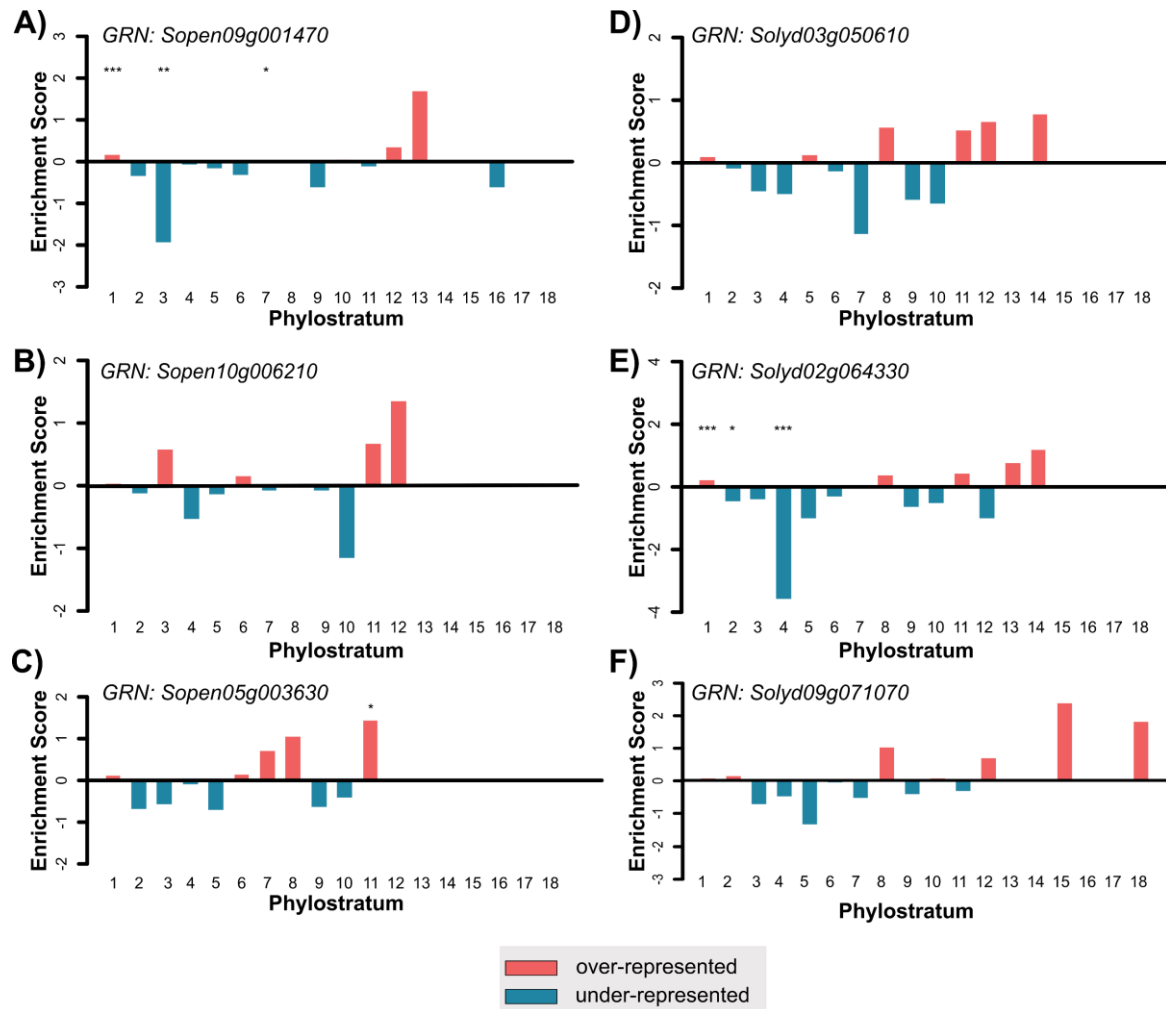 A)
GRN: Sopen09g001470
*** ** *
Enrichment Score
3
2
1
0
-1
-2
-3
1 2 3 4 5 6 7 8 9 10 11 12 13 14 15 16 17 18
Phylostratum
B)
GRN: Sopen10g006210
Enrichment Score
2
1
0
-1
-2
1 2 3 4 5 6 7 8 9 10 11 12 13 14 15 16 17 18
Phylostratum
C)
GRN: Sopen05g003630
*
Enrichment Score
2
1
0
-1
-2
1 2 3 4 5 6 7 8 9 10 11 12 13 14 15 16 17 18
Phylostratum
D)
GRN: Solyd03g050610
Enrichment Score
2
1
0
-1
-2
1 2 3 4 5 6 7 8 9 10 11 12 13 14 15 16 17 18
Phylostratum
E)
GRN: Solyd02g064330
*** * ***
Enrichment Score
4
2
0
-2
-4
1 2 3 4 5 6 7 8 9 10 11 12 13 14 15 16 17 18
Phylostratum
F)
GRN: Solyd09g071070
Enrichment Score
3
2
1
0
-1
-2
-3
1 2 3 4 5 6 7 8 9 10 11 12 13 14 15 16 17 18
Phylostratum
over-represented
under-represented